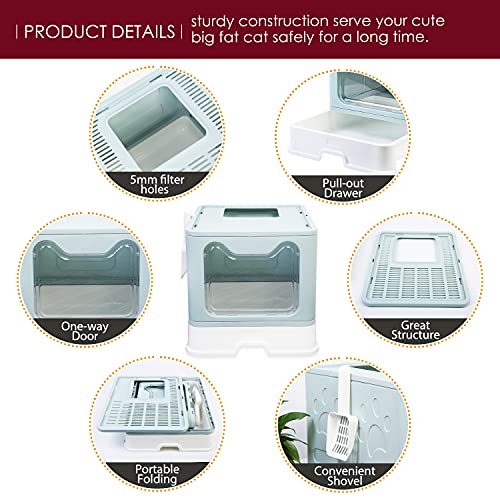 PRODUCT DETAILS
sturdy construction serve your cute
big fat cat safely for a long time.
5mm filter
holes
Pull-out
Drawer
One-way
Door
Great
Structure
Portable
Folding
Convenient
Shovel